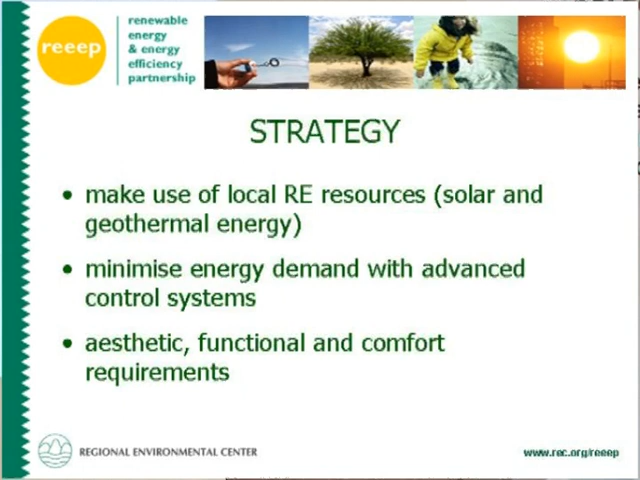 reeep
renewable
energy
& energy
efficiency
partnership
STRATEGY
• make use of local RE resources (solar and
geothermal energy)
• minimise energy demand with advanced
control systems
• aesthetic, functional and comfort
requirements
REGIONAL ENVIRONMENTAL CENTER
www.rec.org/reeep